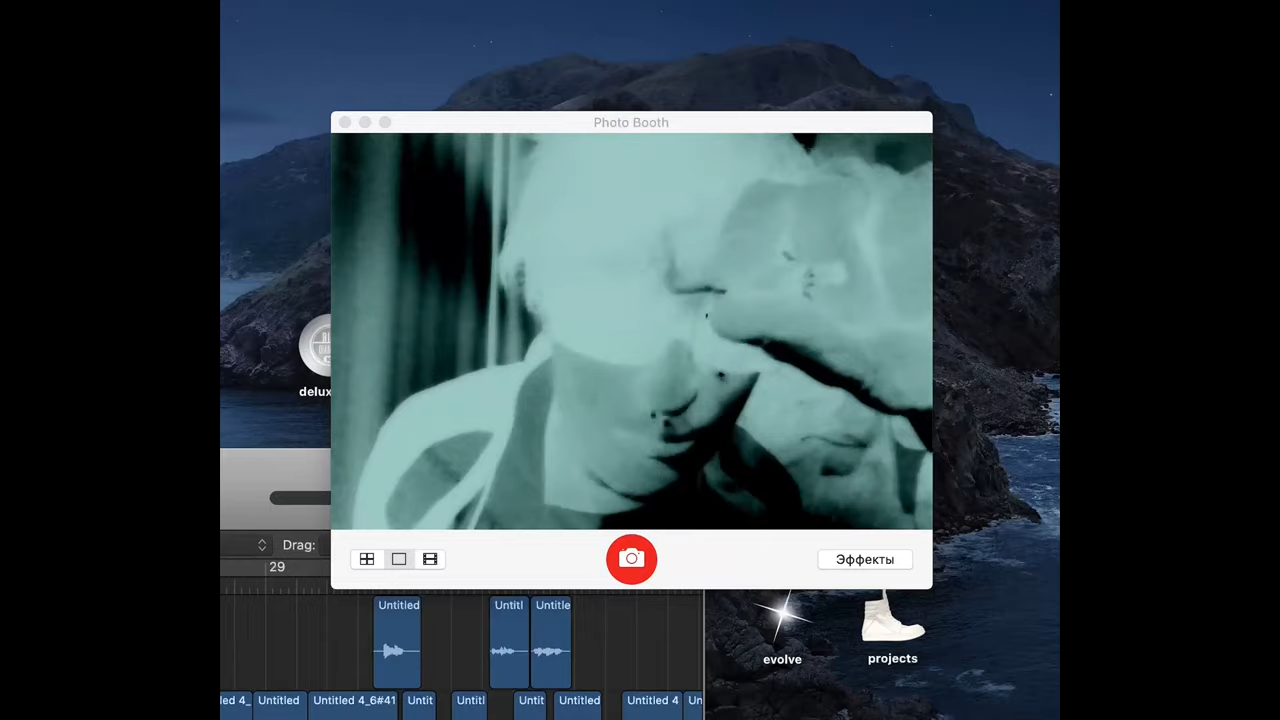 Photo Booth
delux
Drag:
29
Эффекты
Untitled
Untitl
Untitle
evolve
projects
led 4_
Untitled
Untitled 4_6#41
Untit
Untitl
Untit
Untitled
Untitled 4
Un